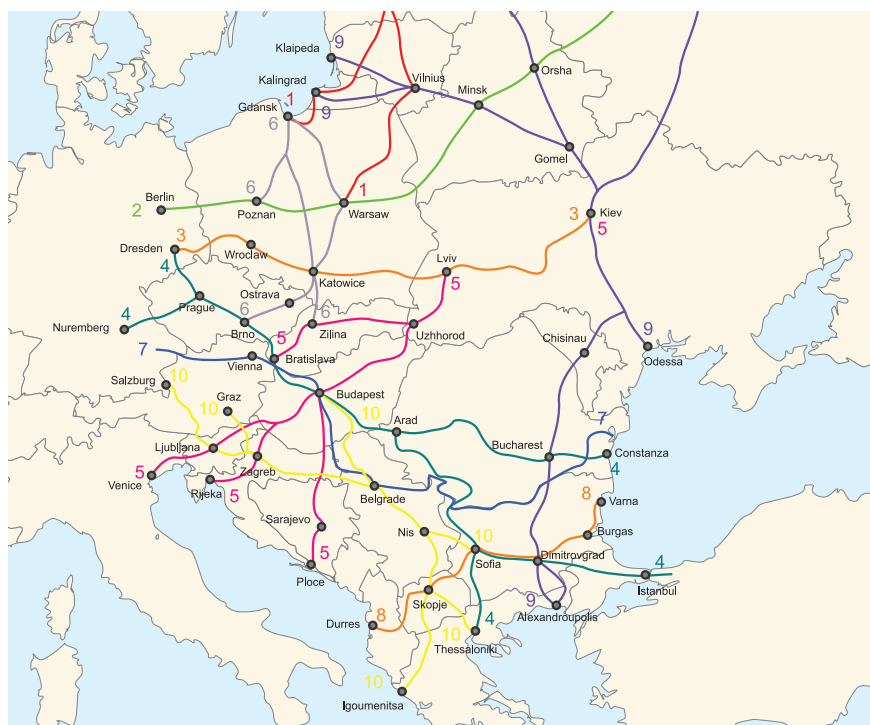 Klaipeda
9
Kalingrad
Vilnius
Minsk
Orsha
Gdansk
1
9
6
Gomel
Berlin
6
1
2
Poznan
Warsaw
3
Kiev
5
Dresden
3
Wroclaw
4
Lviv
Katowice
5
Ostrava
Prague
4
Nuremberg
6
Brno
6
Ziļina
Uzhhorod
5
9
Chisinau
Odessa
7
Vienna
Bratislava
Salzburg
10
Graz
10
Budapest
10
Arad
7
Bucharest
Constanza
4
Ljubljana
Zagreb
5
Venice
Rijeka
5
Belgrade
8
Varna
Sarajevo
Nis
10
Burgas
Sofia
Dimitrovgrad
5
Ploce
4
Istanbul
Skopje
9
Alexandroupolis
Durres
8
10
4
Thessaloniki
10
Igoumenitsa